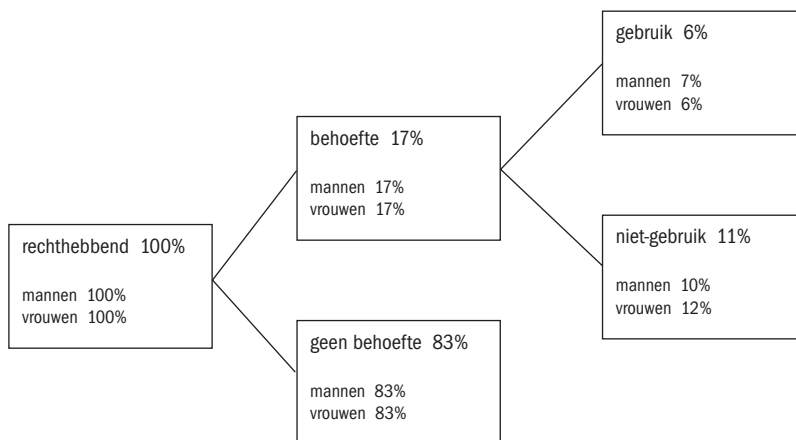 rechthebbend 100%
mannen 100%
vrouwen 100%
behoefte 17%
mannen 17%
vrouwen 17%
geen behoefte 83%
mannen 83%
vrouwen 83%
gebruik 6%
mannen 7%
vrouwen 6%
niet-gebruik 11%
mannen 10%
vrouwen 12%